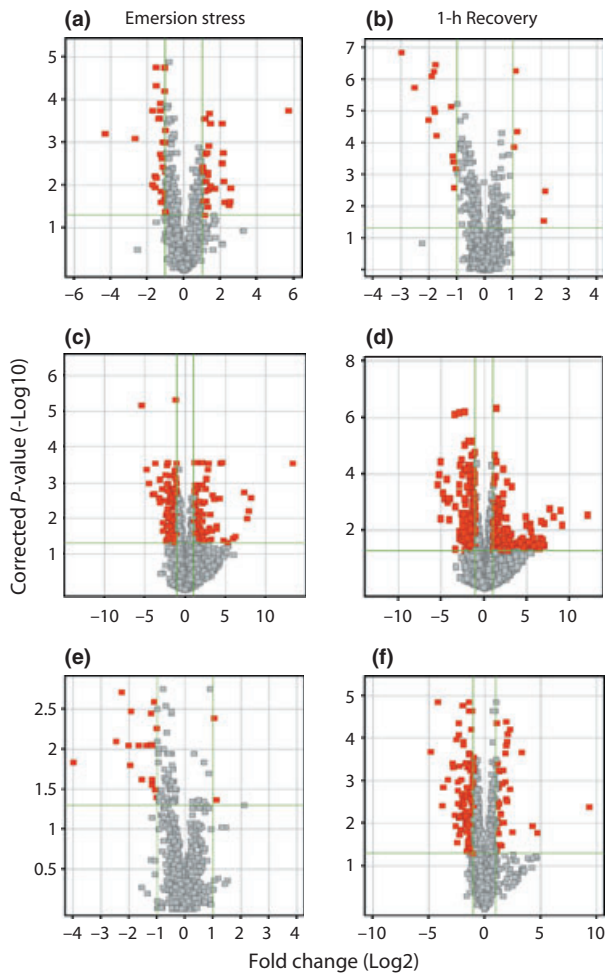 Emersion stress
1-h Recovery
(a)
(b)
5
4
3
2
1
−6 −4 −2 0 2 4 6
7
6
5
4
3
2
1
−4 −3 −2 −1 0 1 2 3 4
(c)
(d)
6
5
4
3
2
1
−10 −5 0 5 10
8
6
4
2
−10 −5 0 5 10
(e)
(f)
2.5
2
1.5
1
0.5
−4 −3 −2 −1 0 1 2 3 4
5
4
3
2
1
−10 −5 0 5 10
Corrected P-value (-Log10)
Fold change (Log2)